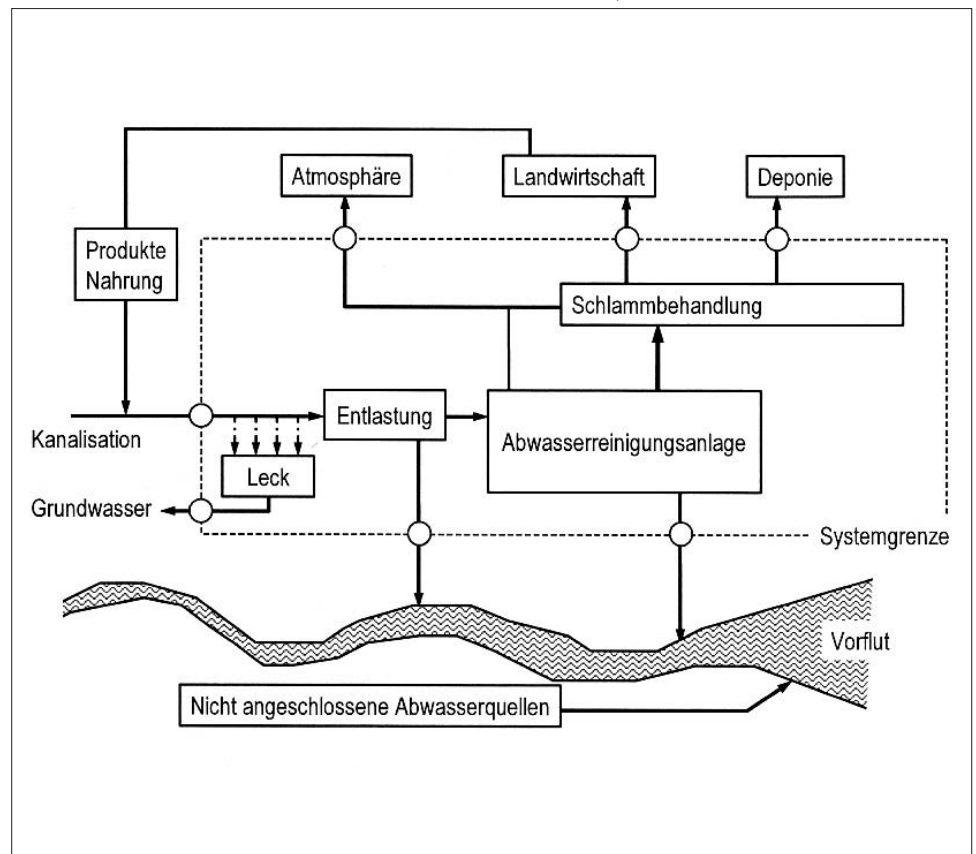 Atmosphäre
Landwirtschaft
Deponie
Produkte
Nahrung
Schlammbehandlung
Kanalisation
Entlastung
Abwasserreinigungsanlage
Leck
Grundwasser
Systemgrenze
Vorflut
Nicht angeschlossene Abwasserquellen